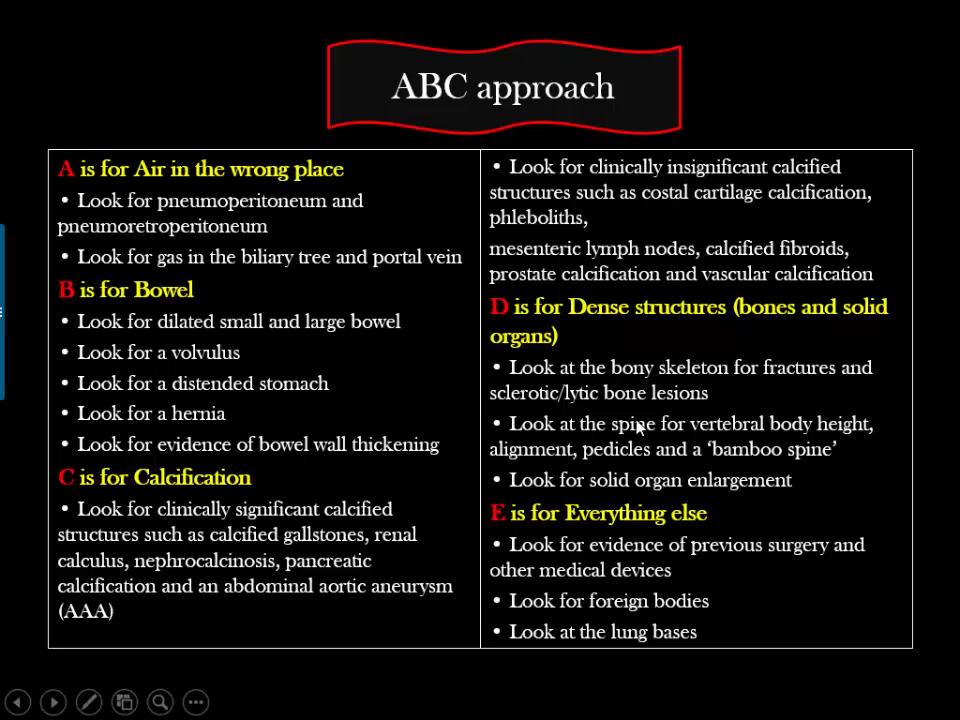 ABC approach
A is for Air in the wrong place
• Look for pneumoperitoneum and
pneumoretroperitoneum
• Look for gas in the biliary tree and portal vein
B is for Bowel
• Look for dilated small and large bowel
• Look for a volvulus
• Look for a distended stomach
• Look for a hernia
• Look for evidence of bowel wall thickening
C is for Calcification
• Look for clinically significant calcified
structures such as calcified gallstones, renal
calculus, nephrocalcinosis, pancreatic
calcification and an abdominal aortic aneurysm
(AAA)
• Look for clinically insignificant calcified
structures such as costal cartilage calcification,
phleboliths,
mesenteric lymph nodes, calcified fibroids,
prostate calcification and vascular calcification
D is for Dense structures (bones and solid
organs)
• Look at the bony skeleton for fractures and
sclerotic/lytic bone lesions
• Look at the spine for vertebral body height,
alignment, pedicles and a ‘bamboo spine’
• Look for solid organ enlargement
E is for Everything else
• Look for evidence of previous surgery and
other medical devices
• Look for foreign bodies
• Look at the lung bases